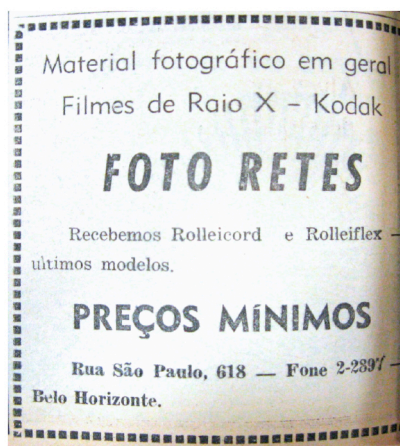 Material fotográfico em geral
Filmes de Raio X - Kodak
FOTO RETES
Recebemos Rolleicord e Rolleiflex —
ultimos modelos.
PREÇOS MÍNIMOS
Rua São Paulo, 618 — Fone 2-2897 —
Belo Horizonte.